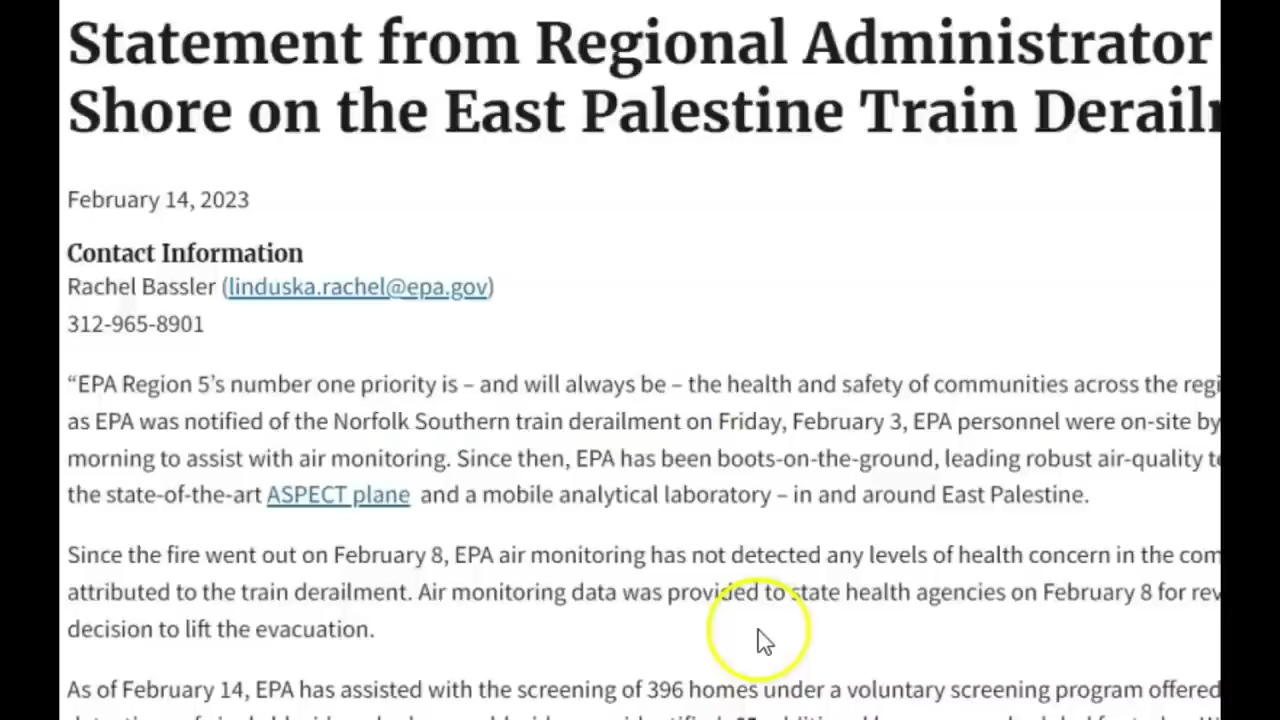 Statement from Regional Administrator
Shore on the East Palestine Train
February 14, 2023
Contact Information
Rachel Bassler (linduska.rachel@epa.gov)
312-965-8901
“EPA Region 5’s number one priority is – and will always be – the health and safety of communities across the
as EPA was notified of the Norfolk Southern train derailment on Friday, February 3, EPA personnel were on-site by
morning to assist with air monitoring. Since then, EPA has been boots-on-the-ground, leading robust air-quality
the state-of-the-art ASPECT plane and a mobile analytical laboratory – in and around East Palestine.
Since the fire went out on February 8, EPA air monitoring has not detected any levels of health concern in the
attributed to the train derailment. Air monitoring data was provided to state health agencies on February 8 for
decision to lift the evacuation.
As of February 14, EPA has assisted with the screening of 396 homes under a voluntary screening program offered